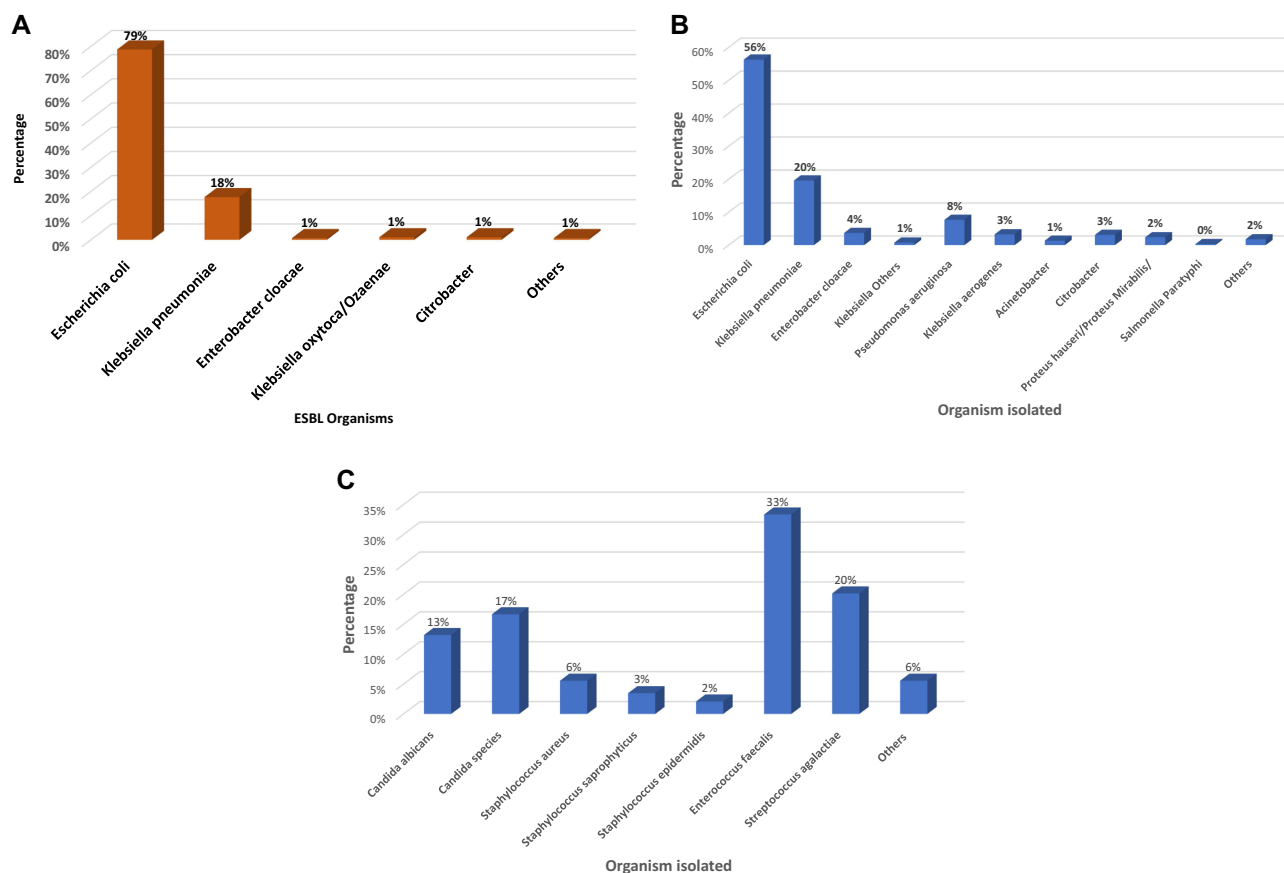 A
Percentage
80%
70%
60%
50%
40%
30%
20%
10%
0%
79%
18%
1%
1%
1%
1%
Escherichia coli
Klebsiella pneumoniae
Enterobacter cloacae
Klebsiella oxytoca/Ozaenae
Citrobacter
Others
ESBL Organisms
B
Percentage
60%
50%
40%
30%
20%
10%
0%
56%
20%
4%
1%
8%
3%
1%
3%
2%
0%
2%
Escherichia coli
Klebsiella pneumoniae
Enterobacter cloacae
Klebsiella Others
Pseudomonas aeruginosa
Klebsiella aerogenes
Acinetobacter
Citrobacter
Proteus hauseri/Proteus Mirabilis/
Salmonella Paratyphi
Others
Organism isolated
C
Percentage
35%
30%
25%
20%
15%
10%
5%
0%
13%
17%
6%
3%
2%
33%
20%
6%
Candida albicans
Candida species
Staphylococcus aureus
Staphylococcus saprophyticus
Staphylococcus epidermidis
Enterococcus faecalis
Streptococcus agalactiae
Others
Organism isolated